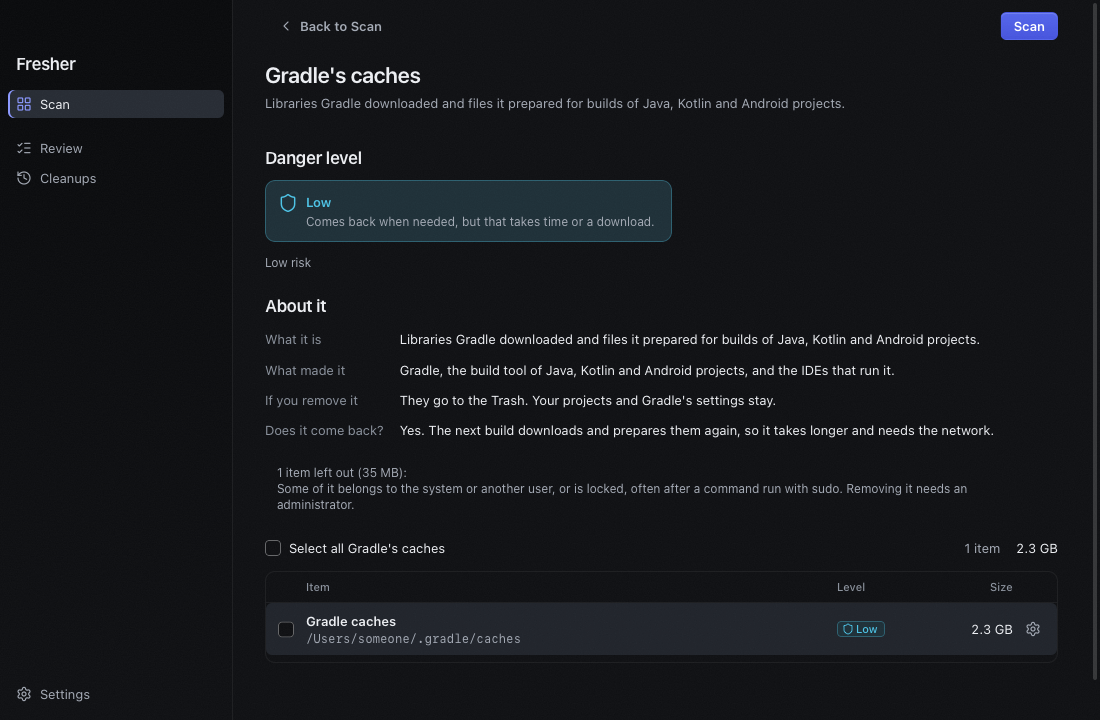 Back to Scan
Scan
Fresher
Scan
Review
Cleanups
Settings
Gradle's caches
Libraries Gradle downloaded and files it prepared for builds of Java, Kotlin and Android projects.
Danger level
Low
Comes back when needed, but that takes time or a download.
Low risk
About it
What it is Libraries Gradle downloaded and files it prepared for builds of Java, Kotlin and Android projects.
What made it Gradle, the build tool of Java, Kotlin and Android projects, and the IDEs that run it.
If you remove it They go to the Trash. Your projects and Gradle's settings stay.
Does it come back? Yes. The next build downloads and prepares them again, so it takes longer and needs the network.
1 item left out (35 MB):
Some of it belongs to the system or another user, or is locked, often after a command run with sudo. Removing it needs an
administrator.
Select all Gradle's caches 1 item 2.3 GB
Item Level Size
Gradle caches
/Users/someone/.gradle/caches
Low 2.3 GB